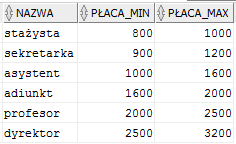 NAZWA PŁACA_MIN PŁACA_MAX
stażysta 800 1000
sekretarka 900 1200
asystent 1000 1600
adiunkt 1600 2000
profesor 2000 2500
dyrektor 2500 3200